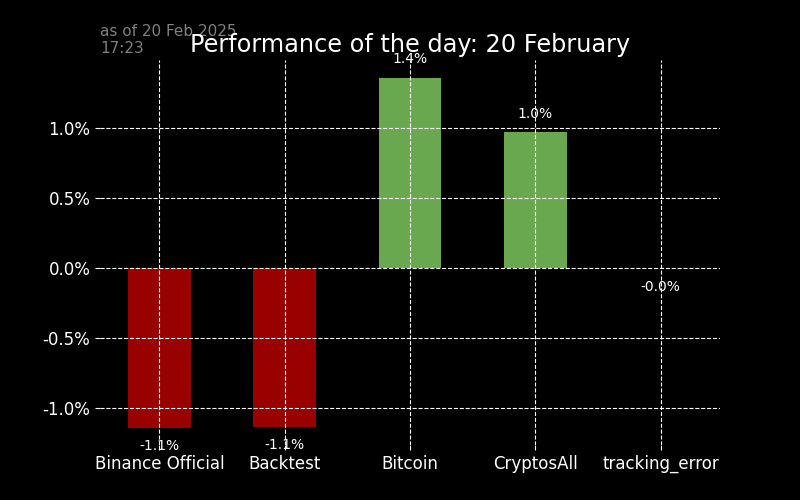 as of 20 Feb 2025
17:23
Performance of the day: 20 February
1.4%
1.0%
1.0%
0.5%
0.0%
-0.0%
-0.5%
-1.0%
-1.1%
-1.1%
Binance Official
Backtest
Bitcoin
CryptosAll
tracking_error